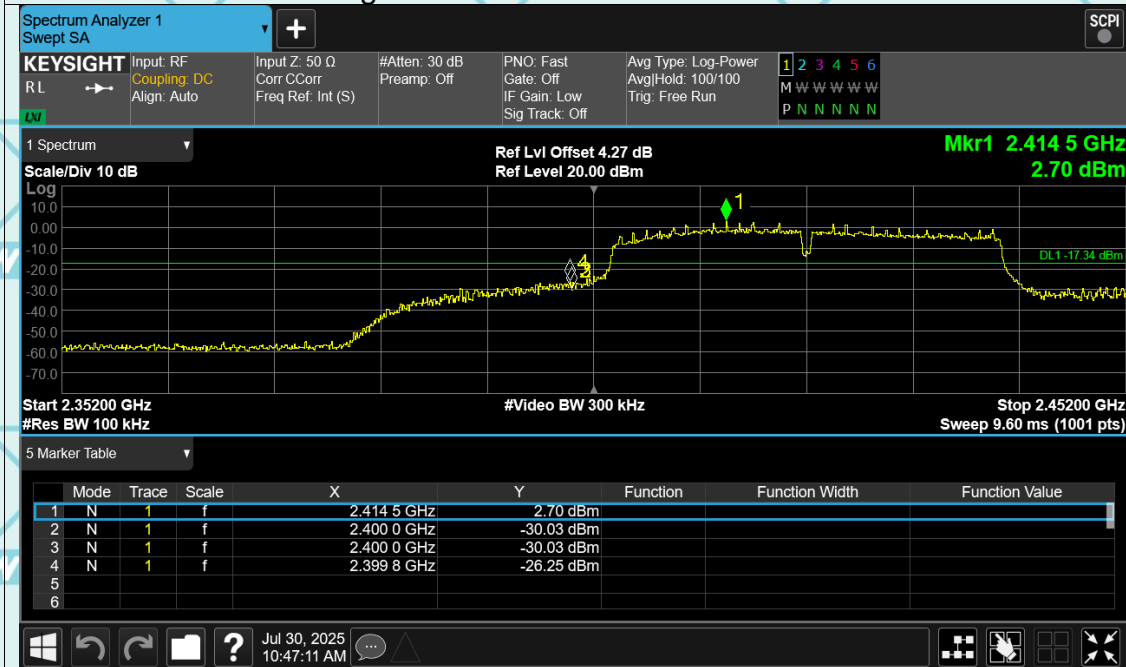 Spectrum Analyzer 1
Swept SA
+
SCPI
KEYSIGHT
R L
LXI
Input: RF
Coupling: DC
Align: Auto
Input Z: 50 Ω
Corr CCorr
Freq Ref: Int (S)
#Atten: 30 dB
Preamp: Off
PNO: Fast
Gate: Off
IF Gain: Low
Sig Track: Off
Avg Type: Log-Power
Avg|Hold: 100/100
Trig: Free Run
1 2 3 4 5 6
M W W W W W W
P N N N N N N
1 Spectrum
Scale/Div 10 dB
Ref Lvl Offset 4.27 dB
Ref Level 20.00 dBm
Mkr1 2.414 5 GHz
2.70 dBm
Log
10.0
0.00
-10.0
-20.0
-30.0
-40.0
-50.0
-60.0
-70.0
1
4
DL1 -17.34 dBm
Start 2.35200 GHz
#Res BW 100 kHz
#Video BW 300 kHz
Stop 2.45200 GHz
Sweep 9.60 ms (1001 pts)
5 Marker Table
Mode Trace Scale X Y Function Function Width Function Value
1 N 1 f 2.414 5 GHz 2.70 dBm
2 N 1 f 2.400 0 GHz -30.03 dBm
3 N 1 f 2.400 0 GHz -30.03 dBm
4 N 1 f 2.399 8 GHz -26.25 dBm
5
6
?
Jul 30, 2025
10:47:11 AM